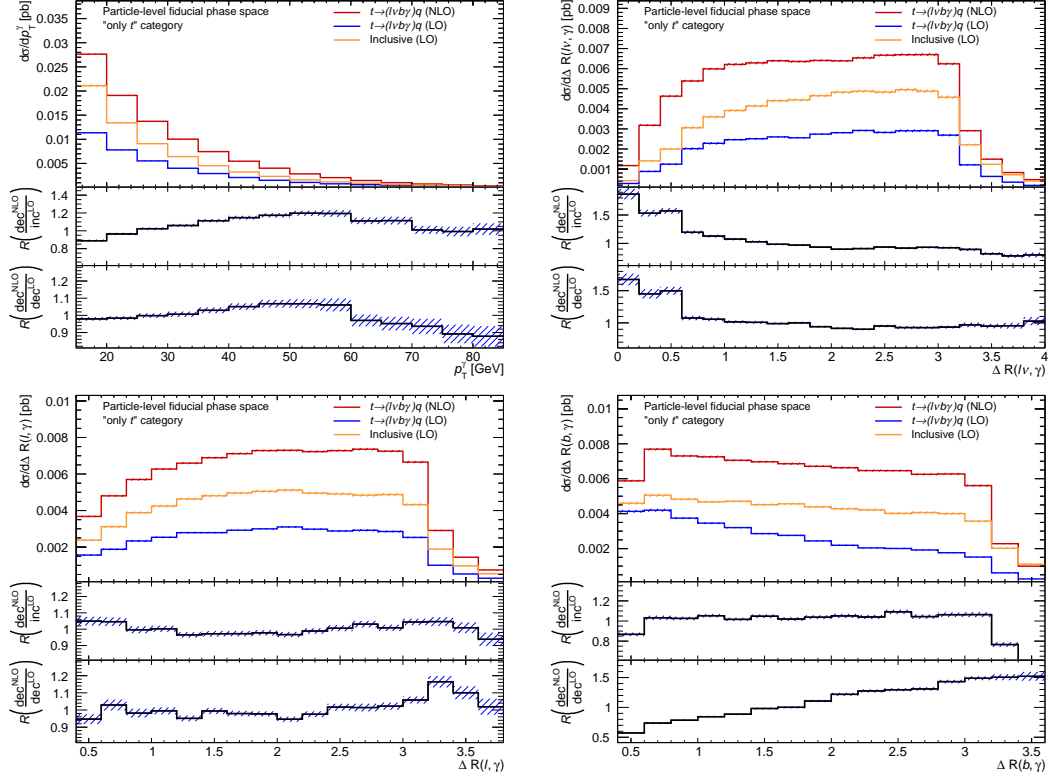 dσ/dp_T^γ [pb]
Particle-level fiducial phase space
"only t" category
t→(lνbγ)q (NLO)
t→(lνbγ)q (LO)
Inclusive (LO)
0.035
0.03
0.025
0.02
0.015
0.01
0.005
R(dec^NLO/inc^LO)
1.4
1.2
1
0.8
R(dec^NLO/dec^LO)
1.2
1.1
1
0.9
20 30 40 50 60 70 80
p_T^γ [GeV]
dσ/dΔ R(lν, γ) [pb]
Particle-level fiducial phase space
"only t" category
t→(lνbγ)q (NLO)
t→(lνbγ)q (LO)
Inclusive (LO)
0.009
0.008
0.007
0.006
0.005
0.004
0.003
0.002
0.001
R(dec^NLO/inc^LO)
1.5
1
R(dec^NLO/dec^LO)
1.5
1
0 0.5 1 1.5 2 2.5 3 3.5 4
Δ R(lν, γ)
dσ/dΔ R(l, γ) [pb]
Particle-level fiducial phase space
"only t" category
t→(lνbγ)q (NLO)
t→(lνbγ)q (LO)
Inclusive (LO)
0.01
0.008
0.006
0.004
0.002
R(dec^NLO/inc^LO)
1.2
1.1
1
0.9
R(dec^NLO/dec^LO)
1.2
1.1
1
0.9
0.5 1 1.5 2 2.5 3 3.5
Δ R(l, γ)
dσ/dΔ R(b, γ) [pb]
Particle-level fiducial phase space
"only t" category
t→(lνbγ)q (NLO)
t→(lνbγ)q (LO)
Inclusive (LO)
0.01
0.008
0.006
0.004
0.002
R(dec^NLO/inc^LO)
1.2
1
0.8
R(dec^NLO/dec^LO)
1.5
1
0.5
0.5 1 1.5 2 2.5 3 3.5
Δ R(b, γ)